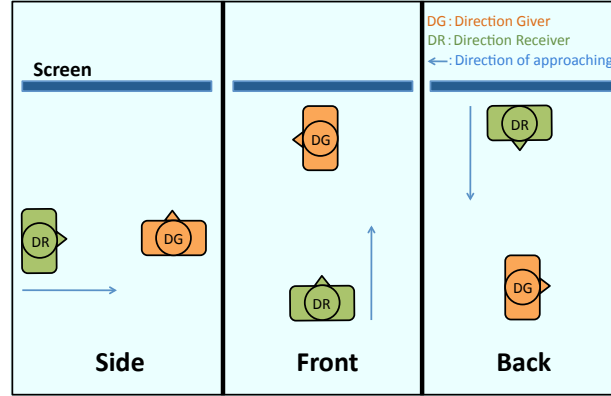 DG: Direction Giver
DR: Direction Receiver
: Direction of approaching
Screen
DG
DR
DR
DG
DR
DG
Side
Front
Back